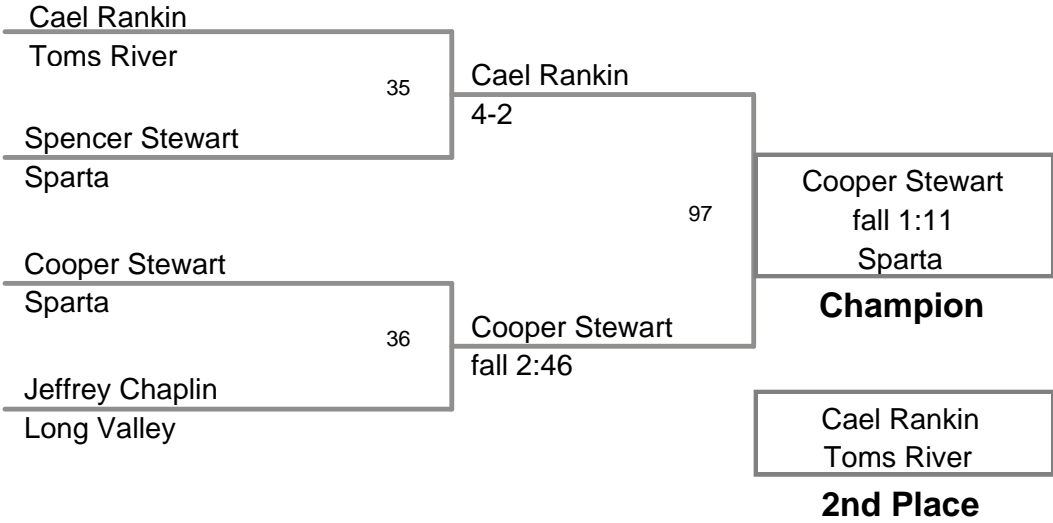 Cael Rankin
Toms River
35
Spencer Stewart
Sparta
Cooper Stewart
Sparta
36
Jeffrey Chaplin
Long Valley
Cael Rankin
4-2
97
Cooper Stewart
fall 2:46
Cooper Stewart
fall 1:11
Sparta
Champion
Cael Rankin
Toms River
2nd Place